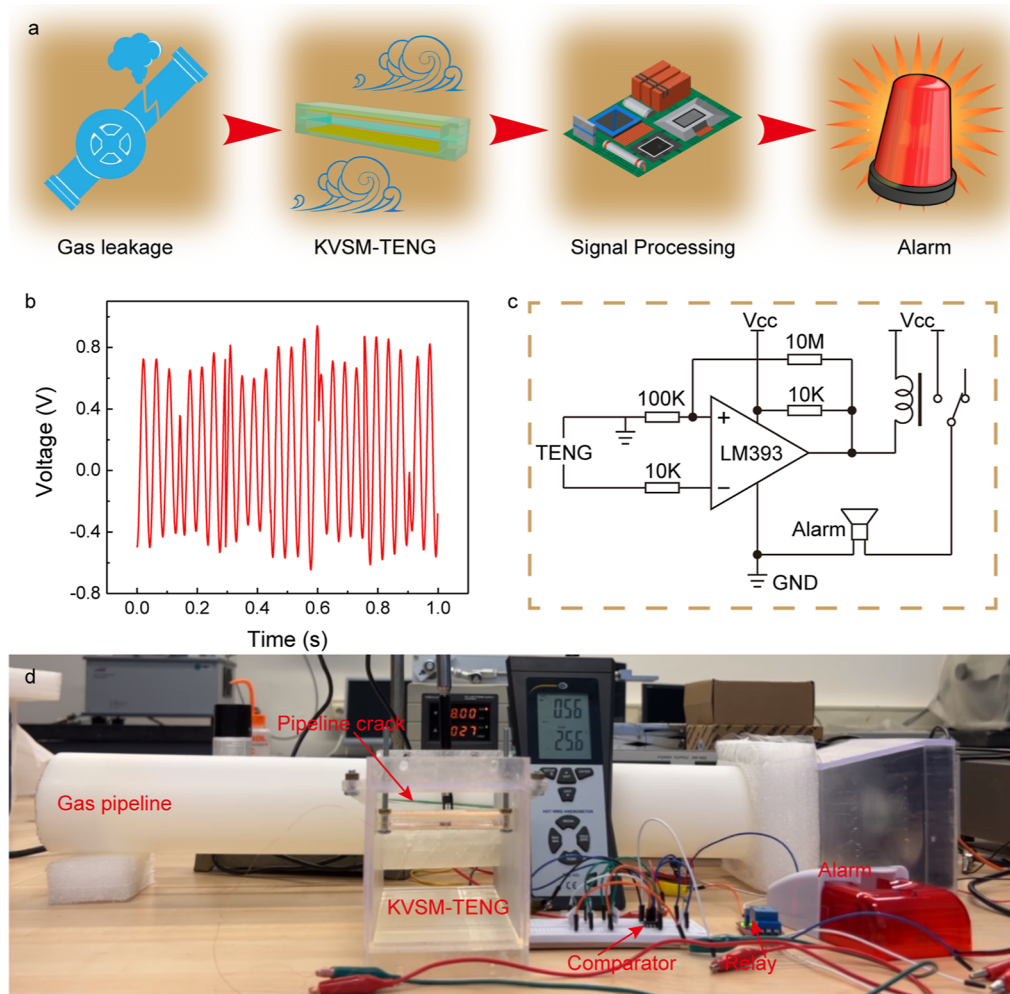 a
Gas leakage
KVSM-TENG
Signal Processing
Alarm
b
0.8
0.4
0.0
-0.4
-0.8
Voltage (V)
0.0 0.2 0.4 0.6 0.8 1.0
Time (s)
c
Vcc
Vcc
10M
100K
10K
+
TENG
LM393
10K
−
Alarm
GND
d
Pipeline crack
8.00
027
056
256
Gas pipeline
Alarm
KVSM-TENG
Comparator
Relay